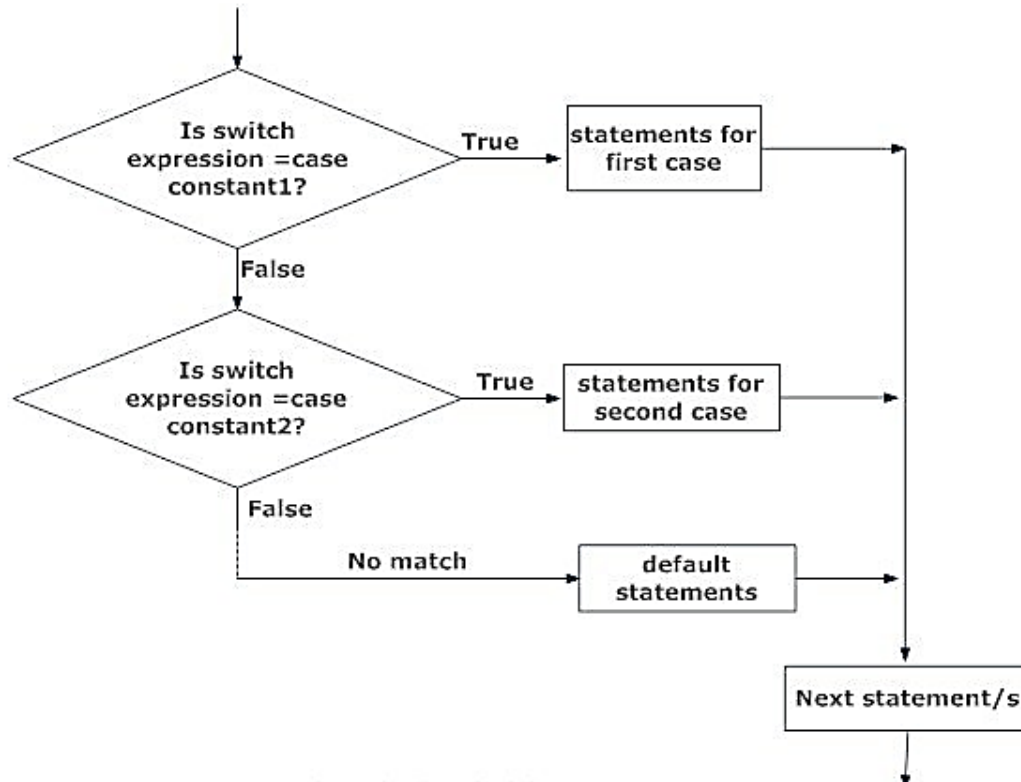 Is switch
expression =case
constant1?
True
statements for
first case
False
Is switch
expression =case
constant2?
True
statements for
second case
False
No match
default
statements
Next statement/s